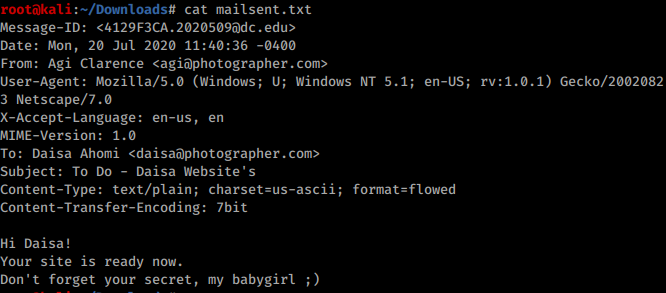 root@kali:~/Downloads# cat mailsent.txt
Message-ID: <4129F3CA.2020509@dc.edu>
Date: Mon, 20 Jul 2020 11:40:36 -0400
From: Agi Clarence <agi@photographer.com>
User-Agent: Mozilla/5.0 (Windows; U; Windows NT 5.1; en-US; rv:1.0.1) Gecko/2002082
3 Netscape/7.0
X-Accept-Language: en-us, en
MIME-Version: 1.0
To: Daisa Ahomi <daisa@photographer.com>
Subject: To Do - Daisa Website's
Content-Type: text/plain; charset=us-ascii; format=flowed
Content-Transfer-Encoding: 7bit

Hi Daisa!
Your site is ready now.
Don't forget your secret, my babygirl ;)